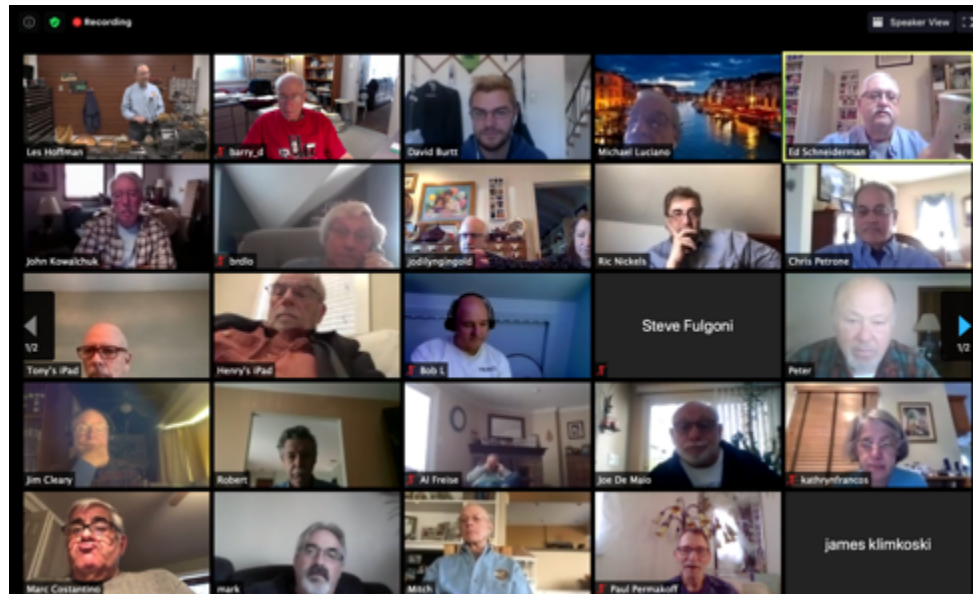 Recording
Speaker View
Les Hoffman
barry_d
David Burtt
Michael Luciano
Ed Schneiderman
John Kowalchuk
brdlo
jodilyngingold
Ric Nickels
Chris Petrone
1/2
Tony's iPad
Henry's iPad
Bob L
Steve Fulgoni
Peter
1/2
Jim Cleary
Robert
Al Freise
Joe De Maio
kathrynfrancos
Marc Costantino
mark
Mitch
Paul Permakoff
james klimkoski